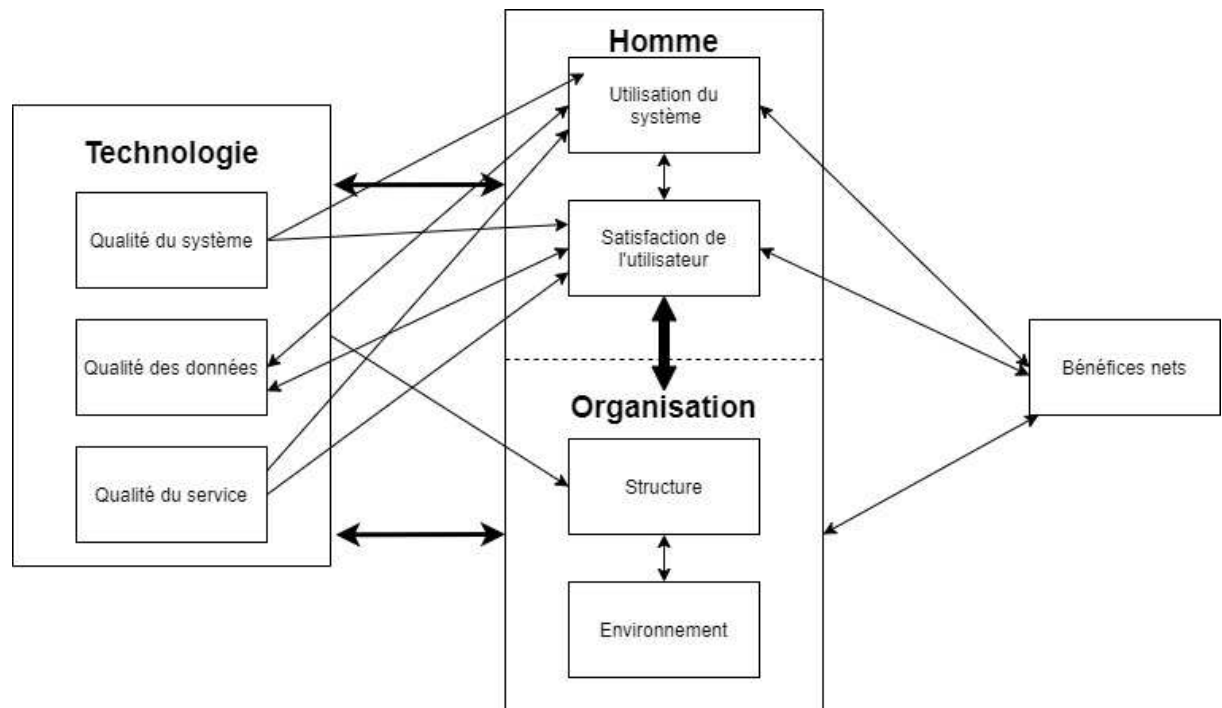 Technologie
Qualité du système
Qualité des données
Qualité du service
Homme
Utilisation du
système
Satisfaction de
l'utilisateur
Organisation
Structure
Environnement
Bénéfices nets